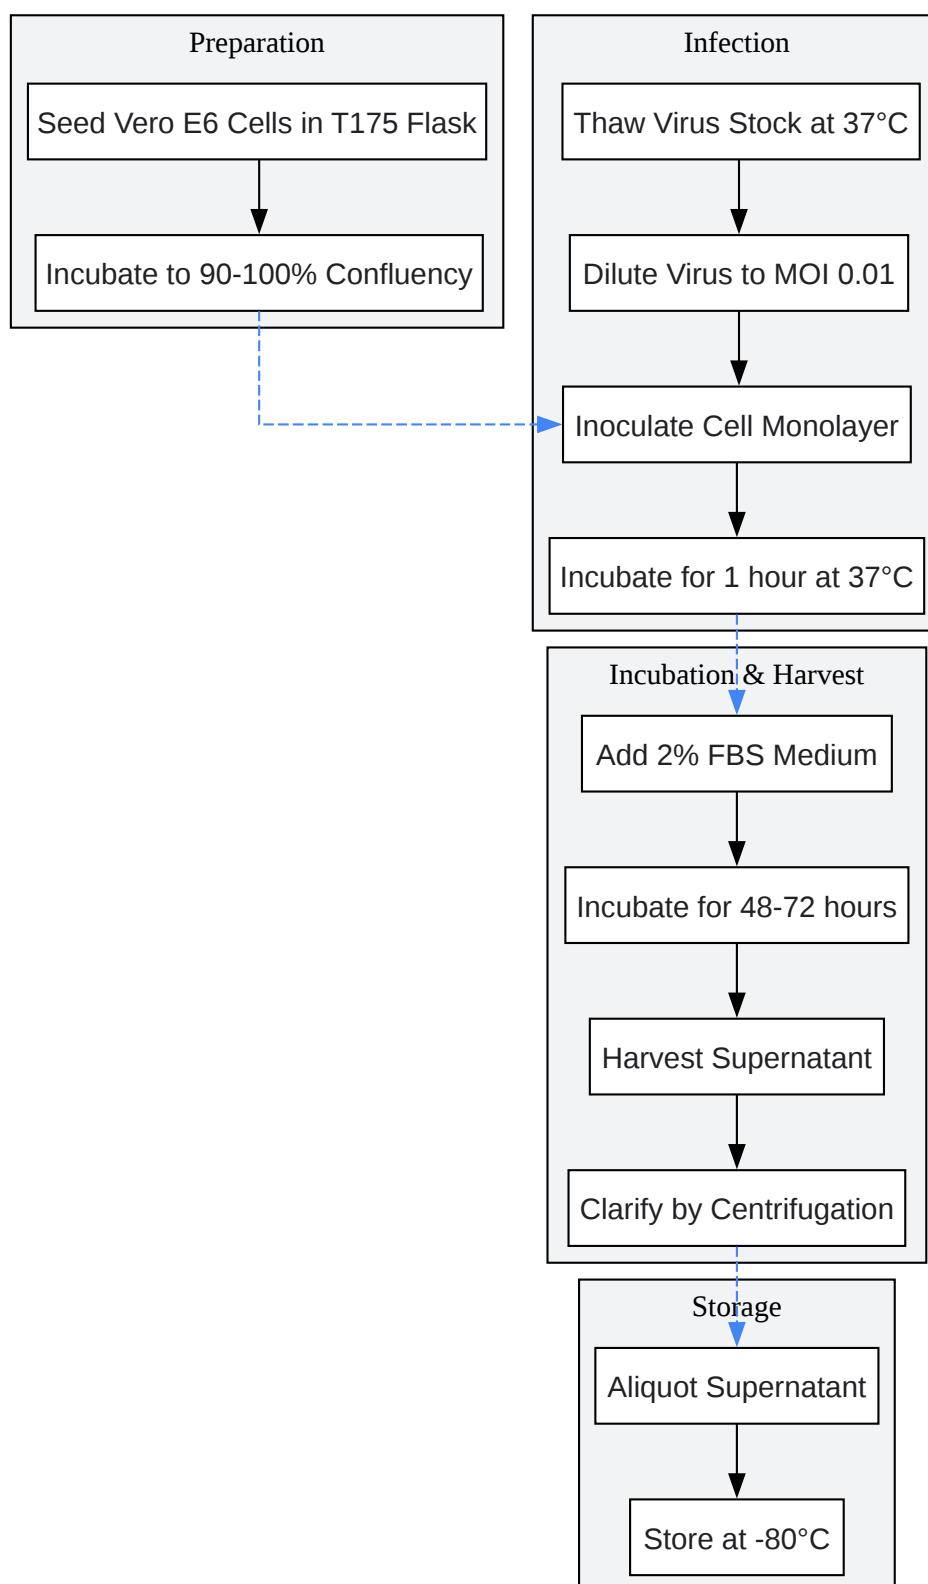 Preparation
Seed Vero E6 Cells in T175 Flask
Incubate to 90-100% Confluency
Infection
Thaw Virus Stock at 37°C
Dilute Virus to MOI 0.01
Inoculate Cell Monolayer
Incubate for 1 hour at 37°C
Incubation & Harvest
Add 2% FBS Medium
Incubate for 48-72 hours
Harvest Supernatant
Clarify by Centrifugation
Storage
Aliquot Supernatant
Store at -80°C